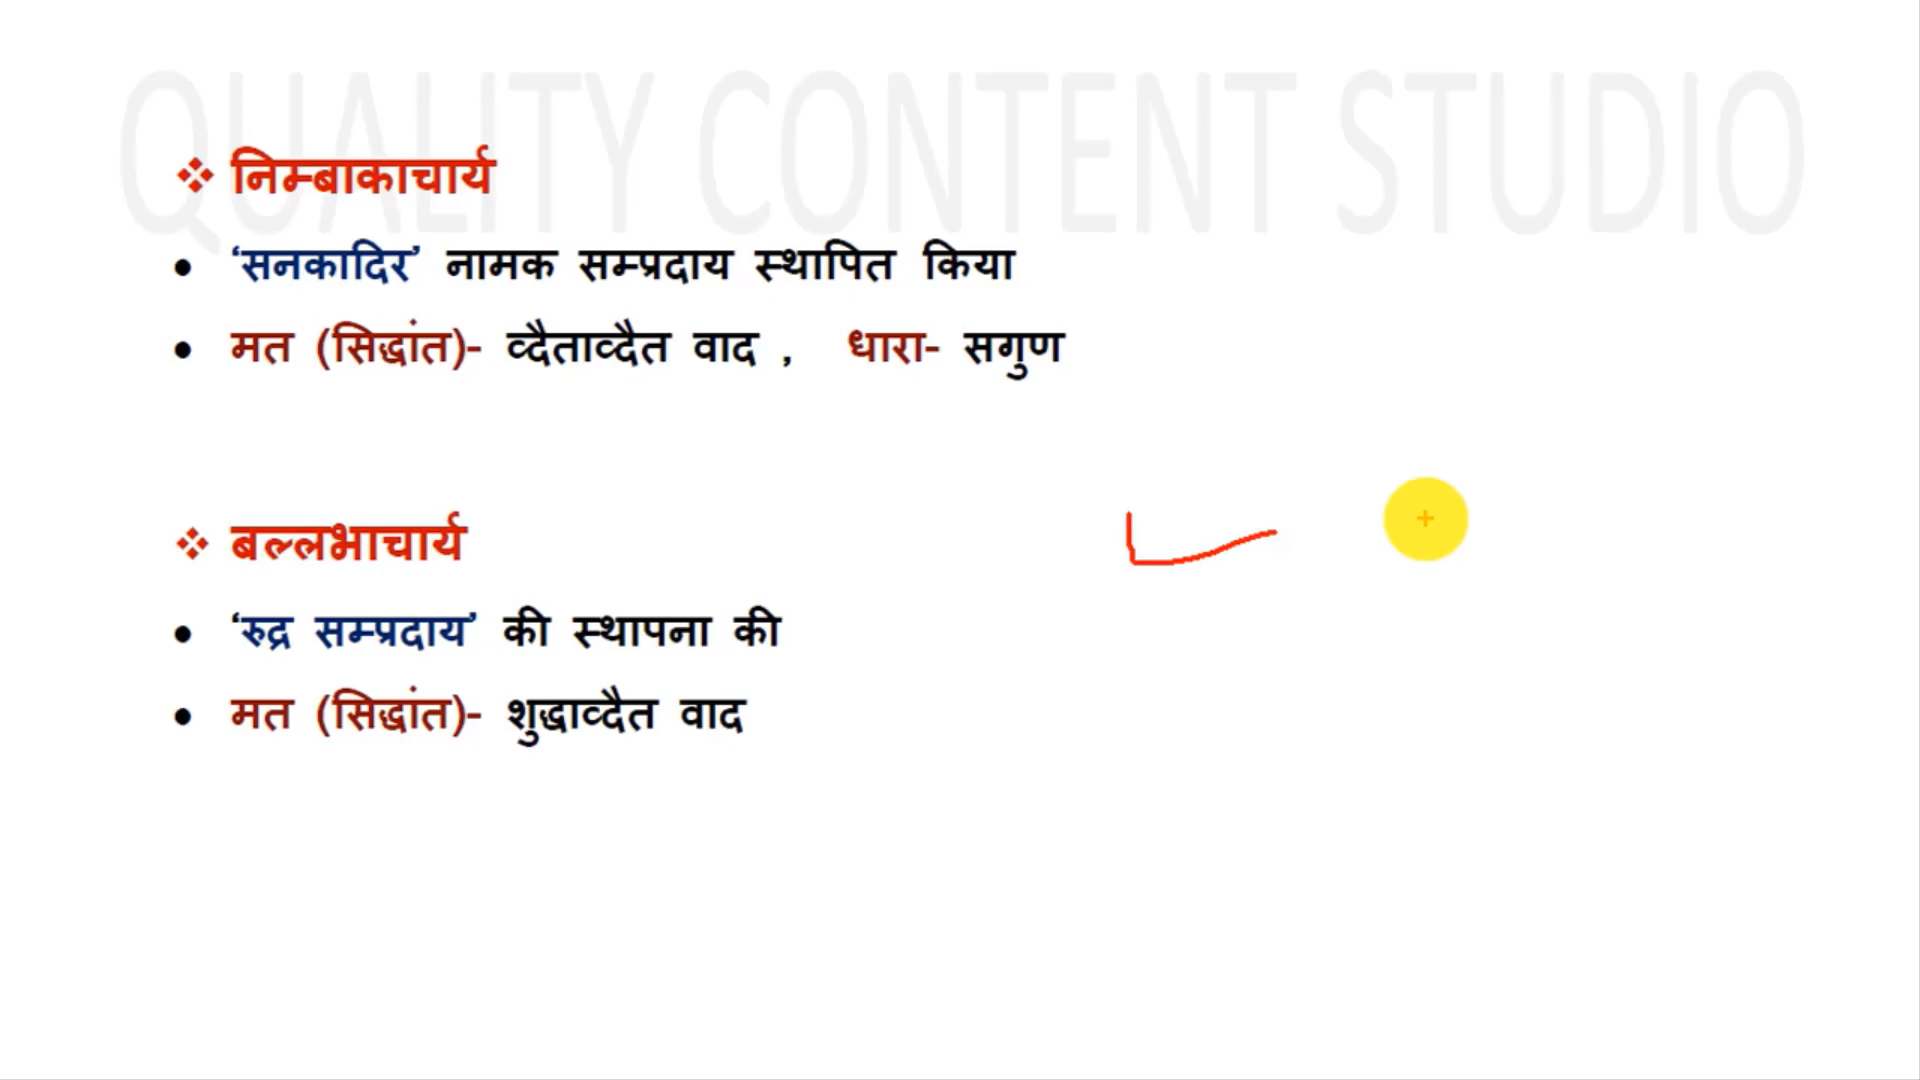 QUALITY CONTENT STUDIO
❖ निम्बाकाचार्य
• ‘सनकादिर’ नामक सम्प्रदाय स्थापित किया
• मत (सिद्धांत)- व्दैताव्दैत वाद , धारा- सगुण
❖ बल्लभाचार्य
• ‘रुद्र सम्प्रदाय’ की स्थापना की
• मत (सिद्धांत)- शुद्धाव्दैत वाद